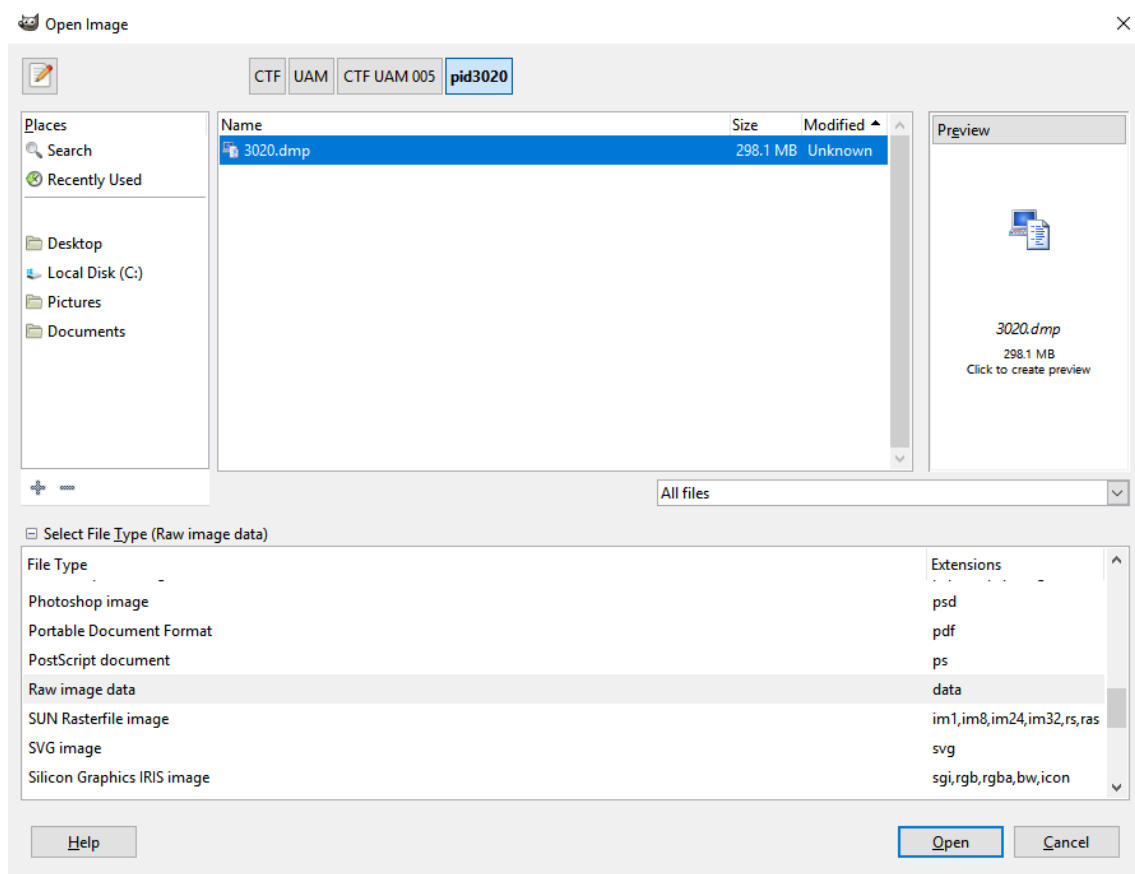 Open Image
CTF UAM CTF UAM 005 pid3020
Places
Search
Recently Used
Desktop
Local Disk (C:)
Pictures
Documents
Name Size Modified
3020.dmp 298.1 MB Unknown
Preview
3020.dmp
298.1 MB
Click to create preview
All files
Select File Type (Raw image data)
File Type Extensions
Photoshop image psd
Portable Document Format pdf
PostScript document ps
Raw image data data
SUN Rasterfile image im1,im8,im24,im32,rs,ras
SVG image svg
Silicon Graphics IRIS image sgi,rgb,rgba,bw,icon
Help Open Cancel